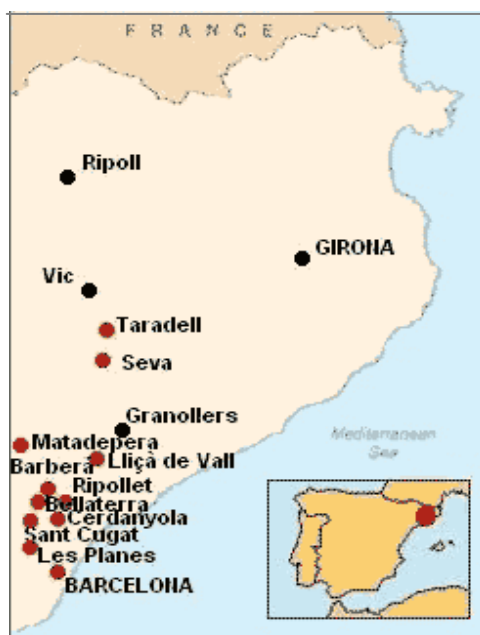 FRANCE
Ripoll
GIRONA
Vic
Taradell
Seva
Granollers
Mediterranean
Sea
Matadepera
Lliçà de Vall
Barberà
Ripollet
Bellaterra
Cerdanyola
Sant Cugat
Les Planes
BARCELONA